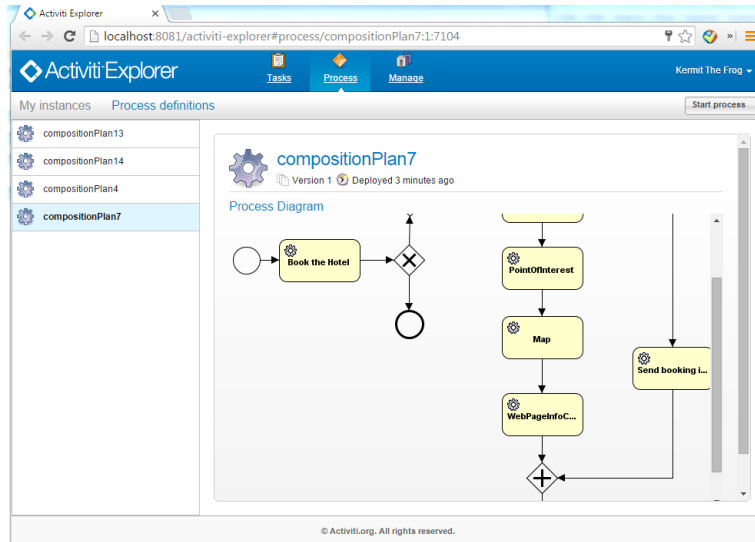 Activiti Explorer
localhost:8081/activiti-explorer#process/compositionPlan7:1:7104
Activiti Explorer
Tasks
Process
Manage
Kermit The Frog
My instances
Process definitions
Start process
compositionPlan13
compositionPlan14
compositionPlan4
compositionPlan7
compositionPlan7
Version 1
Deployed 3 minutes ago
Process Diagram
Book the Hotel
PointOfInterest
Map
Send booking i...
WebPageInfoC...
© Activiti.org. All rights reserved.